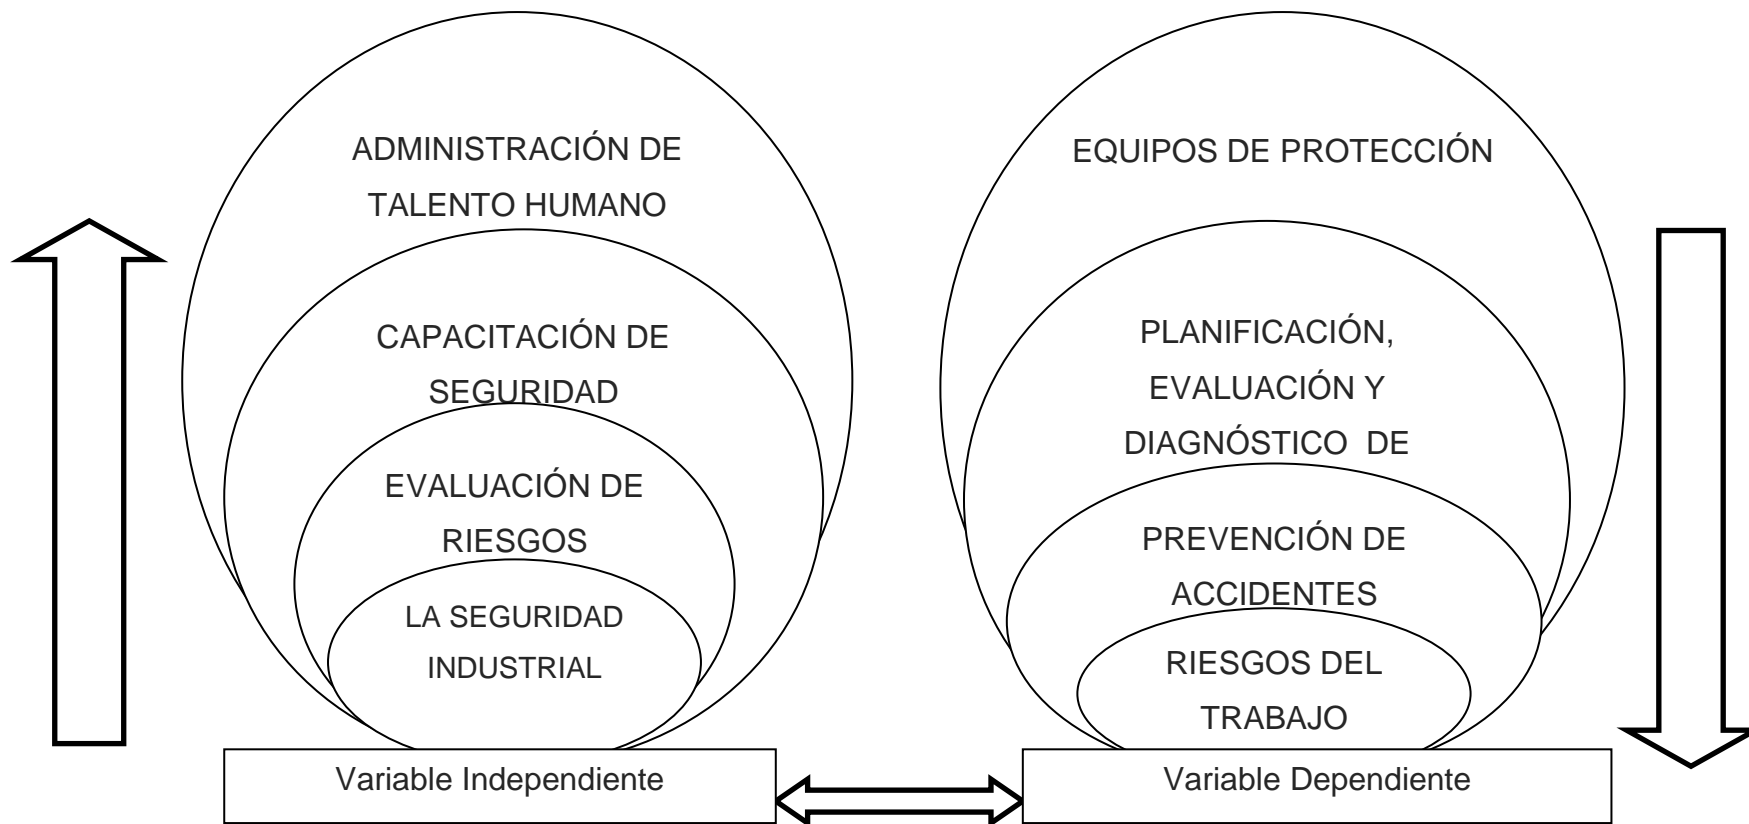 ADMINISTRACIÓN DE
TALENTO HUMANO
CAPACITACIÓN DE
SEGURIDAD
EVALUACIÓN DE
RIESGOS
LA SEGURIDAD
INDUSTRIAL
Variable Independiente
EQUIPOS DE PROTECCIÓN
PLANIFICACIÓN,
EVALUACIÓN Y
DIAGNÓSTICO DE
PREVENCIÓN DE
ACCIDENTES
RIESGOS DEL
TRABAJO
Variable Dependiente